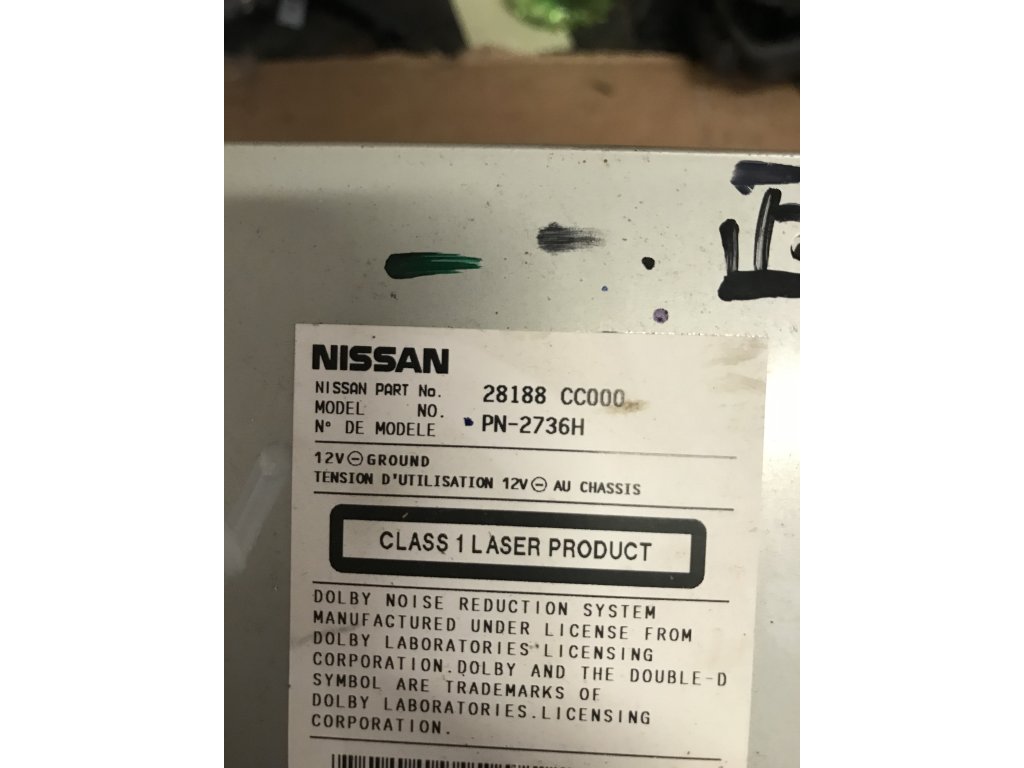 NISSAN
NISSAN PART No. 28188 CC000
MODEL NO. PN-2736H
N° DE MODELE
12V⊖GROUND
TENSION D'UTILISATION 12V⊖ AU CHASSIS
CLASS 1 LASER PRODUCT
DOLBY NOISE REDUCTION SYSTEM
MANUFACTURED UNDER LICENSE FROM
DOLBY LABORATORIES LICENSING
CORPORATION.DOLBY AND THE DOUBLE-D
SYMBOL ARE TRADEMARKS OF
DOLBY LABORATORIES.LICENSING
CORPORATION.